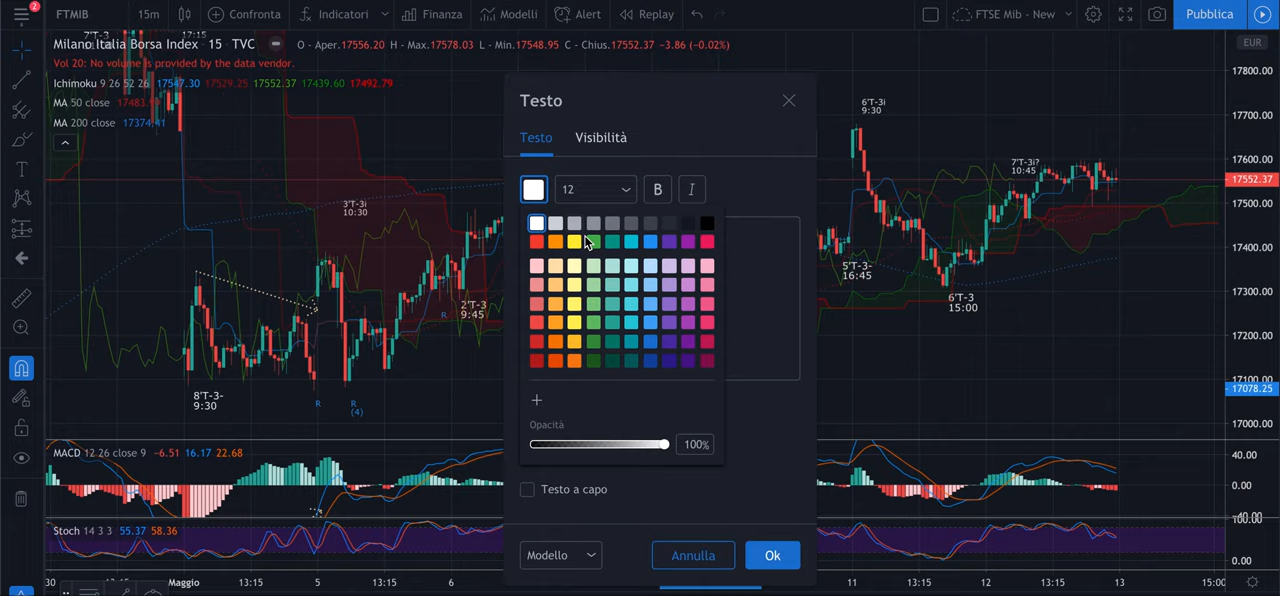 2
FTMIB
15m
Confronta
Indicatori
Finanza
Modelli
Alert
Replay
FTSE Mib - New
Pubblica
17:15
Milano Italia Borsa Index · 15 · TVC
O - Aper.17556.20 H - Max.17578.03 L - Min.17548.95 C - Chius.17552.37 −3.86 (−0.02%)
EUR
Vol 20: No volume is provided by the data vendor.
Ichimoku 9 26 52 26 17547.30 17529.25 17552.37 17439.60 17492.79
MA 50 close 17483.99
MA 200 close 17374.41
Testo
Testo
Visibilità
12
B
I
Opacità
100%
Testo a capo
Modello
Annulla
Ok
3'T-3i
10:30
2'T-3
9:45
R
8'T-3-
9:30
R
R
(4)
6'T-3i
9:30
7'T-3i?
10:45
5'T-3-
16:45
6'T-3
15:00
17800.00
17700.00
17600.00
17552.37
17500.00
17400.00
17300.00
17200.00
17100.00
17078.25
17000.00
MACD 12 26 close 9 −6.51 16.17 22.68
40.00
0.00
−40.00
Stoch 14 3 3 55.37 58.36
100.00
0.00
30
Maggio
13:15
5
13:15
6
11
13:15
12
13:15
13
15:00